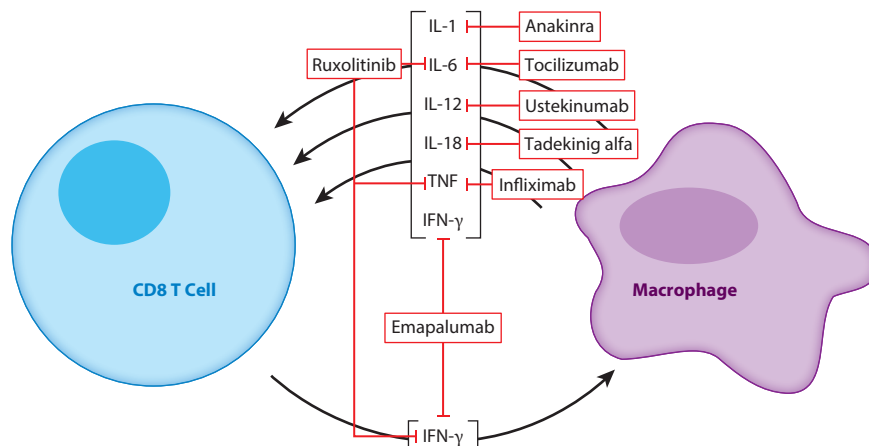 IL-1
Anakinra
Ruxolitinib
IL-6
Tocilizumab
IL-12
Ustekinumab
IL-18
Tadekinig alfa
TNF
Infliximab
IFN-γ
CD8 T Cell
Macrophage
Emapalumab
IFN-γ